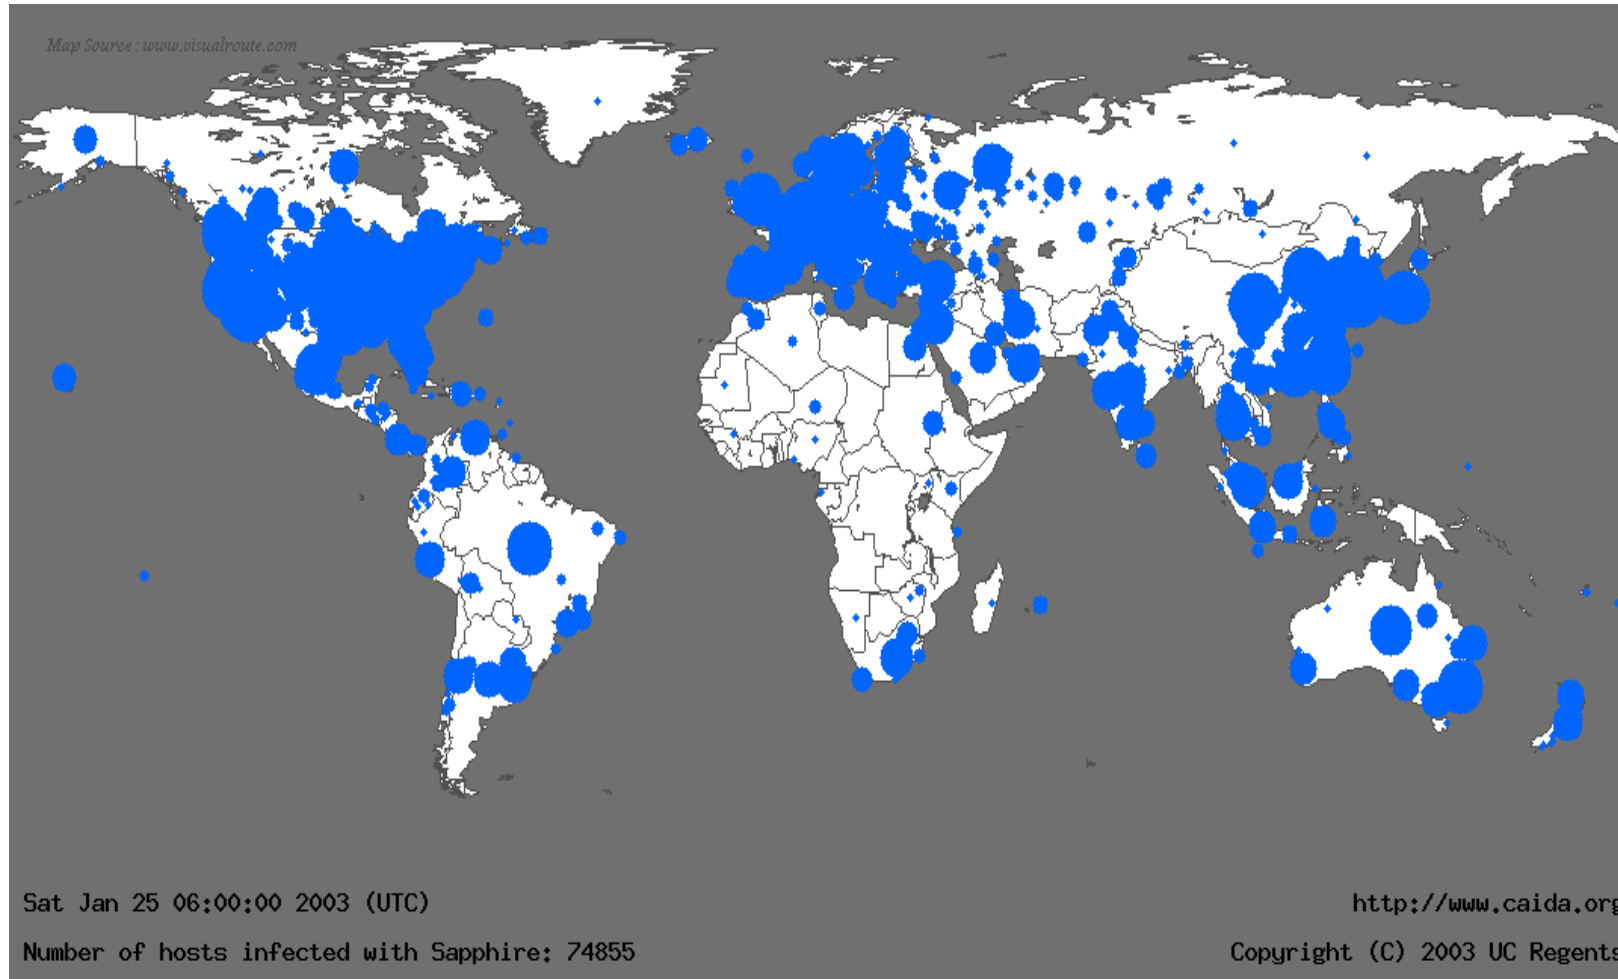 Map Source : www.visualroute.com
Sat Jan 25 06:00:00 2003 (UTC)
http://www.caida.org
Number of hosts infected with Sapphire: 74855
Copyright (C) 2003 UC Regents